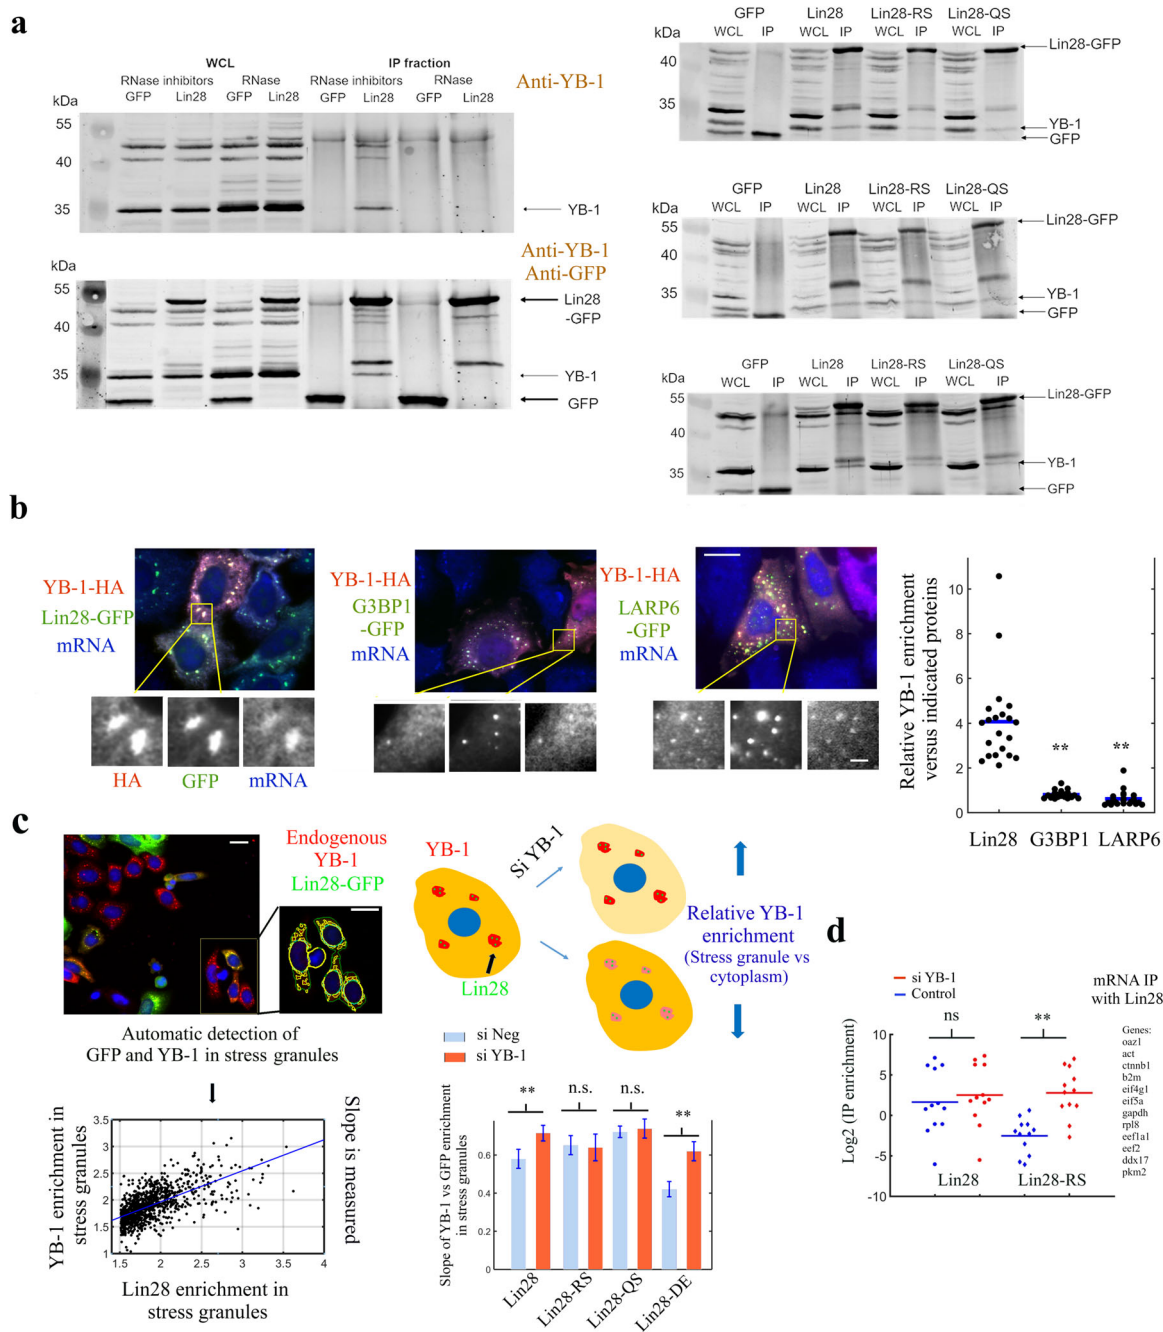 a
WCL
IP fraction
RNase inhibitors RNase RNase inhibitors RNase
GFP Lin28 GFP Lin28 GFP Lin28 GFP Lin28
Anti-YB-1
kDa
55
40
35
YB-1
Anti-YB-1
Anti-GFP
kDa
55
40
35
Lin28
-GFP
YB-1
GFP
GFP Lin28 Lin28-RS Lin28-QS
WCL IP WCL IP WCL IP WCL IP
kDa
40
35
Lin28-GFP
YB-1
GFP
GFP Lin28 Lin28-RS Lin28-QS
WCL IP WCL IP WCL IP WCL IP
kDa
55
40
35
Lin28-GFP
YB-1
GFP
GFP Lin28 Lin28-RS Lin28-QS
WCL IP WCL IP WCL IP WCL IP
kDa
55
40
35
Lin28-GFP
YB-1
GFP
b
YB-1-HA
Lin28-GFP
mRNA
HA GFP mRNA
YB-1-HA
G3BP1
-GFP
mRNA
YB-1-HA
LARP6
-GFP
mRNA
Relative YB-1 enrichment
versus indicated proteins
10
8
6
4
2
0
** **
Lin28 G3BP1 LARP6
c
Endogenous
YB-1
Lin28-GFP
Automatic detection of
GFP and YB-1 in stress granules
YB-1 enrichment in
stress granules
3.5
3
2.5
2
1.5
1
1.5 2 2.5 3 3.5 4
Lin28 enrichment in
stress granules
Slope is measured
YB-1
Si YB-1
Lin28
Relative YB-1
enrichment
(Stress granule vs
cytoplasm)
si Neg
si YB-1
Slope of YB-1 vs GFP enrichment
in stress granules
0.6
0.4
0.2
0
** n.s. n.s. **
Lin28 Lin28-RS Lin28-QS Lin28-DE
d
si YB-1
Control
mRNA IP
with Lin28
ns **
Log2 (IP enrichment)
10
5
0
-5
-10
Lin28 Lin28-RS
Genes:
oaz1
act
ctnnb1
b2m
eif4g1
eif5a
gapdh
rpl8
eef1a1
eef2
ddx17
pkm2